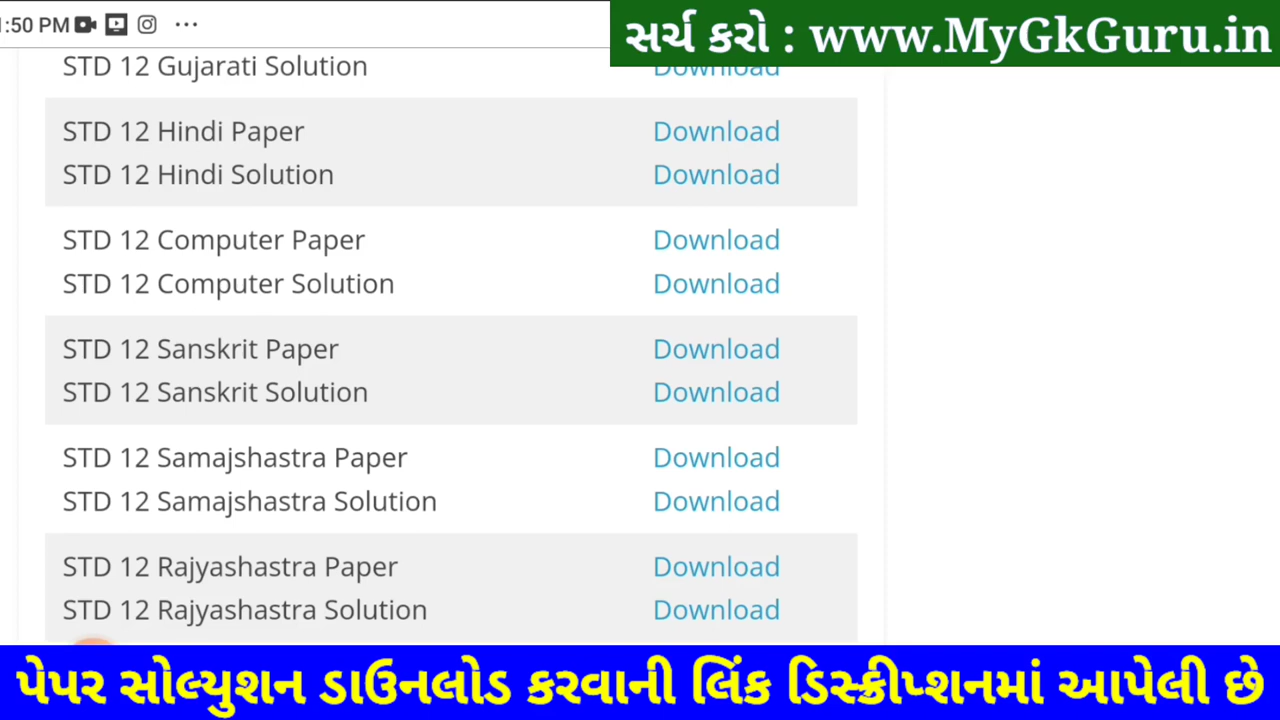 1:50 PM
સર્ચ કરો : www.MyGkGuru.in
STD 12 Gujarati Solution Download
STD 12 Hindi Paper Download
STD 12 Hindi Solution Download
STD 12 Computer Paper Download
STD 12 Computer Solution Download
STD 12 Sanskrit Paper Download
STD 12 Sanskrit Solution Download
STD 12 Samajshastra Paper Download
STD 12 Samajshastra Solution Download
STD 12 Rajyashastra Paper Download
STD 12 Rajyashastra Solution Download
પેપર સોલ્યુશન ડાઉનલોડ કરવાની લિંક ડિસ્ક્રીપ્શનમાં આપેલી છે